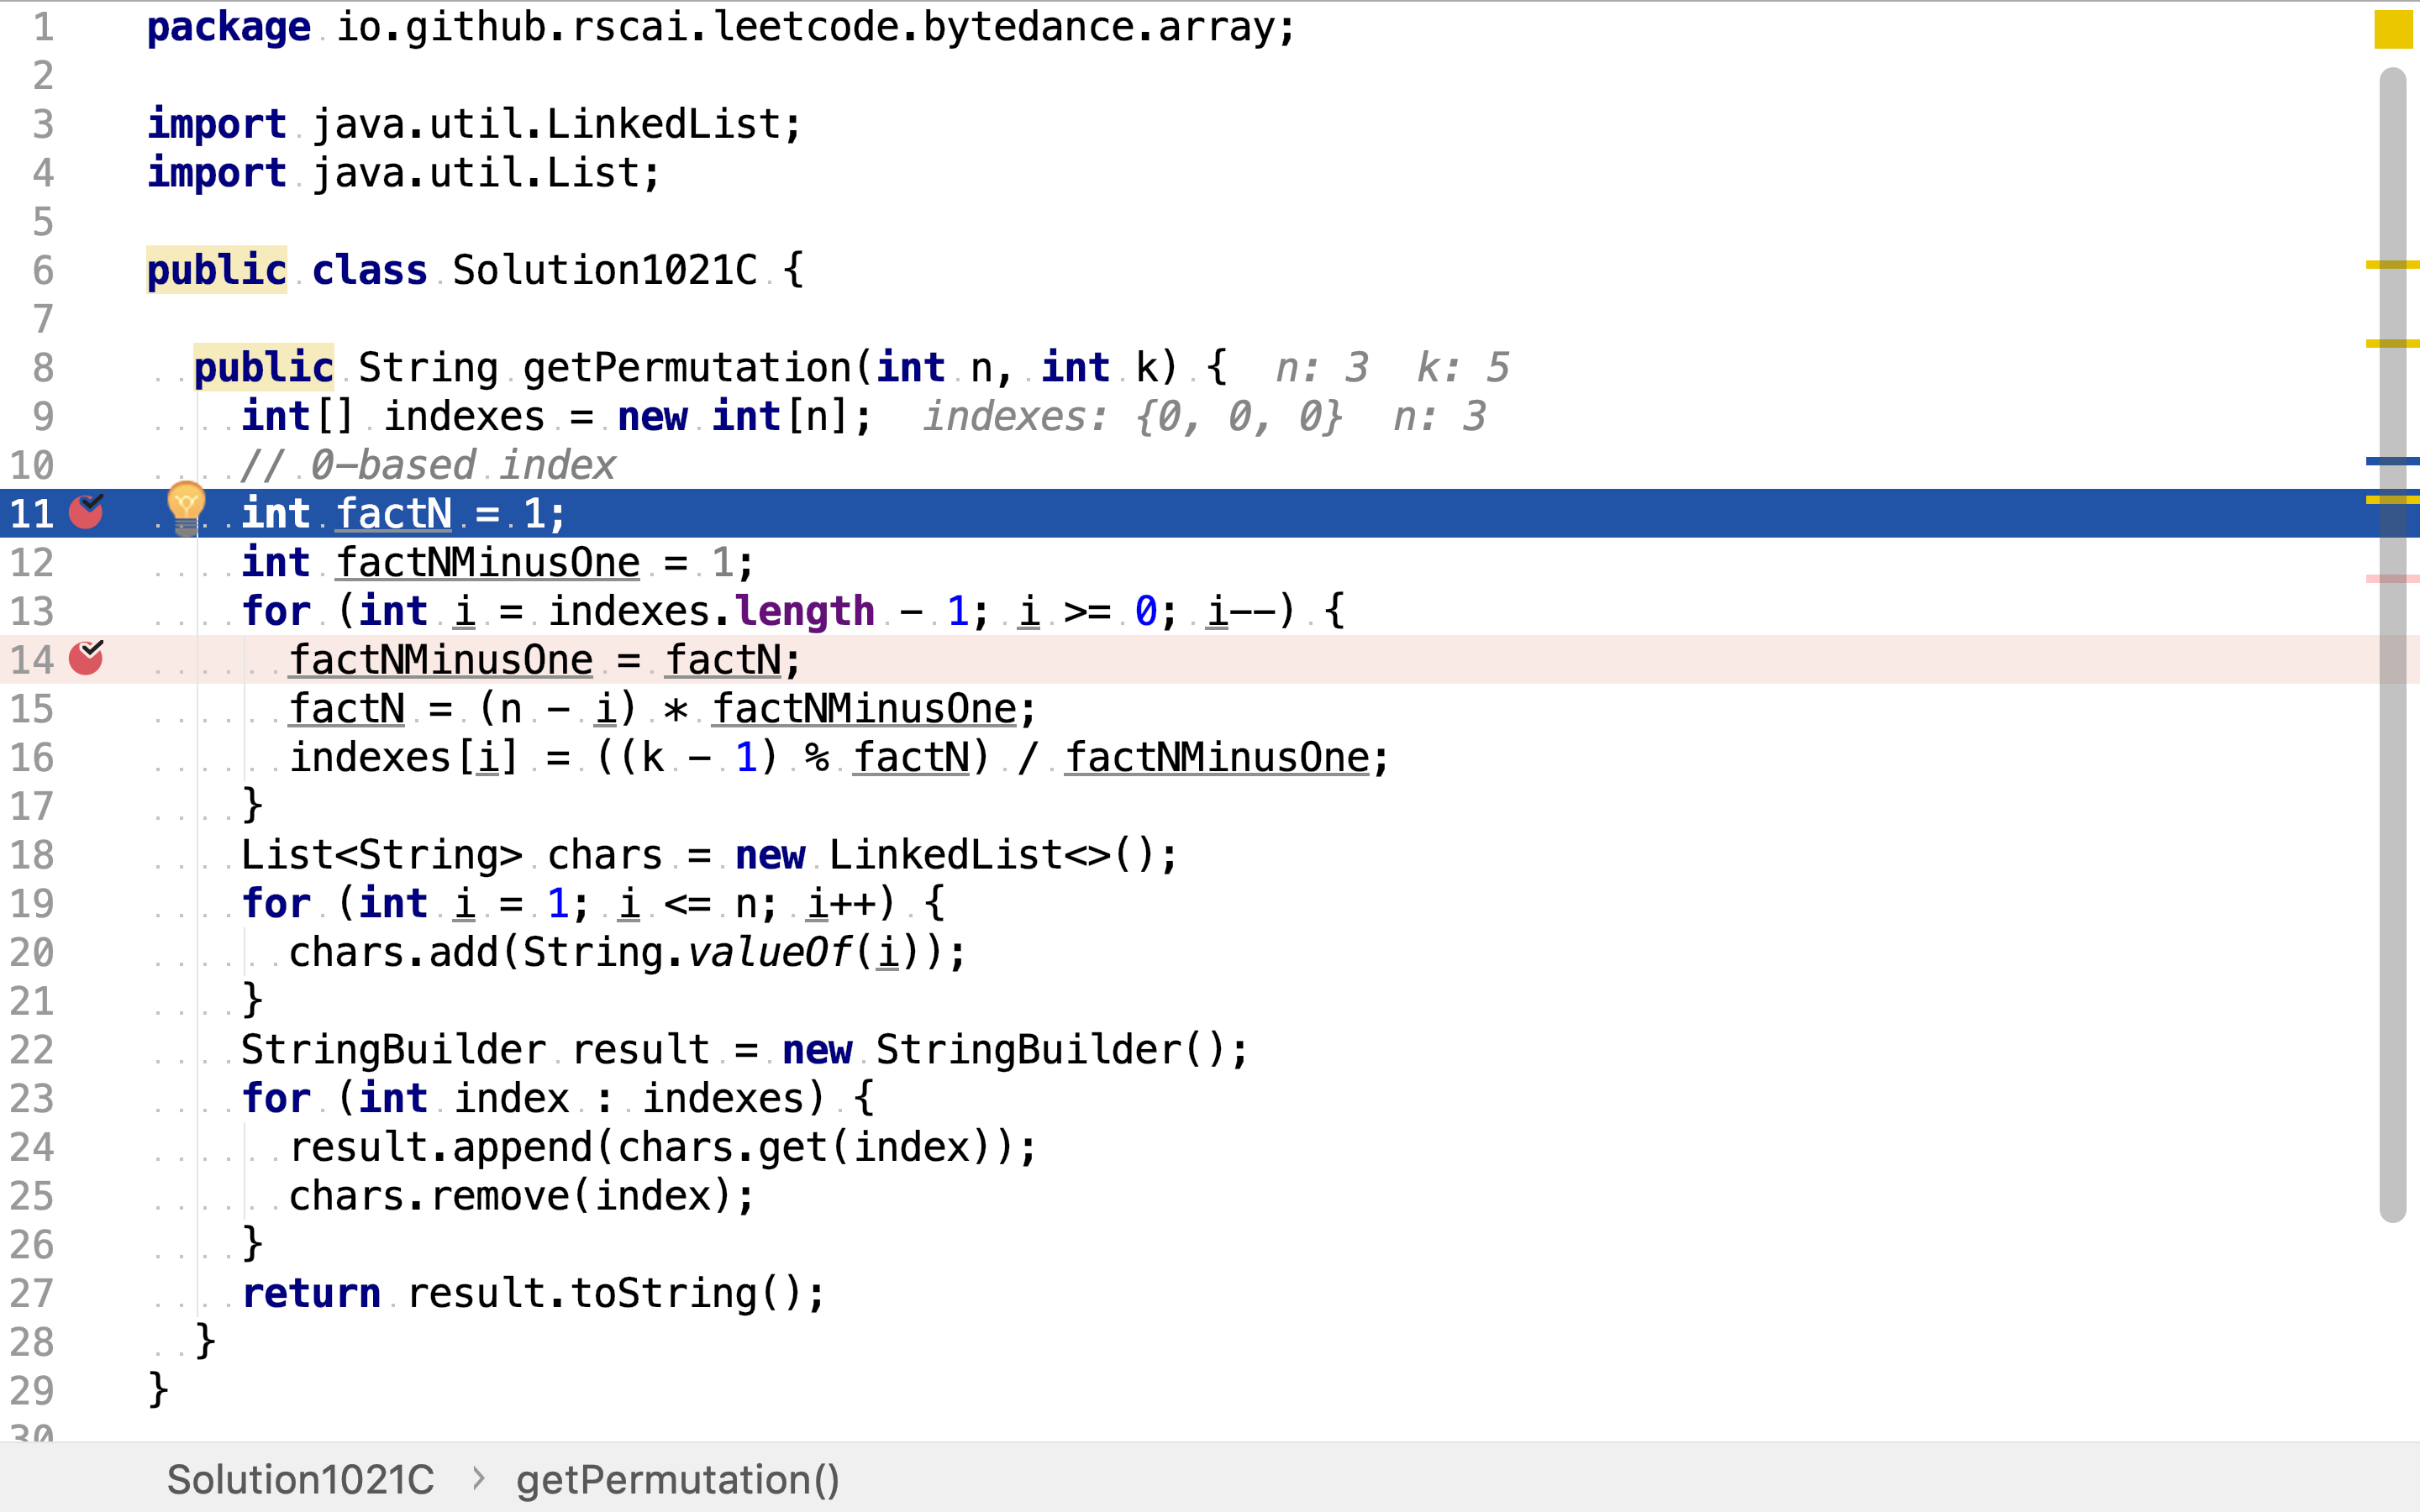 1 package io.github.rscai.leetcode.bytedance.array;
2
3 import java.util.LinkedList;
4 import java.util.List;
5
6 public class Solution1021C {
7
8 public String getPermutation(int n, int k) { n: 3 k: 5
9 int[] indexes = new int[n]; indexes: {0, 0, 0} n: 3
10 // 0-based index
11 int factN = 1;
12 int factNMinusOne = 1;
13 for (int i = indexes.length - 1; i >= 0; i--) {
14 factNMinusOne = factN;
15 factN = (n - i) * factNMinusOne;
16 indexes[i] = ((k - 1) % factN) / factNMinusOne;
17 }
18 List<String> chars = new LinkedList<>();
19 for (int i = 1; i <= n; i++) {
20 chars.add(String.valueOf(i));
21 }
22 StringBuilder result = new StringBuilder();
23 for (int index : indexes) {
24 result.append(chars.get(index));
25 chars.remove(index);
26 }
27 return result.toString();
28 }
29 }
30
Solution1021C › getPermutation()